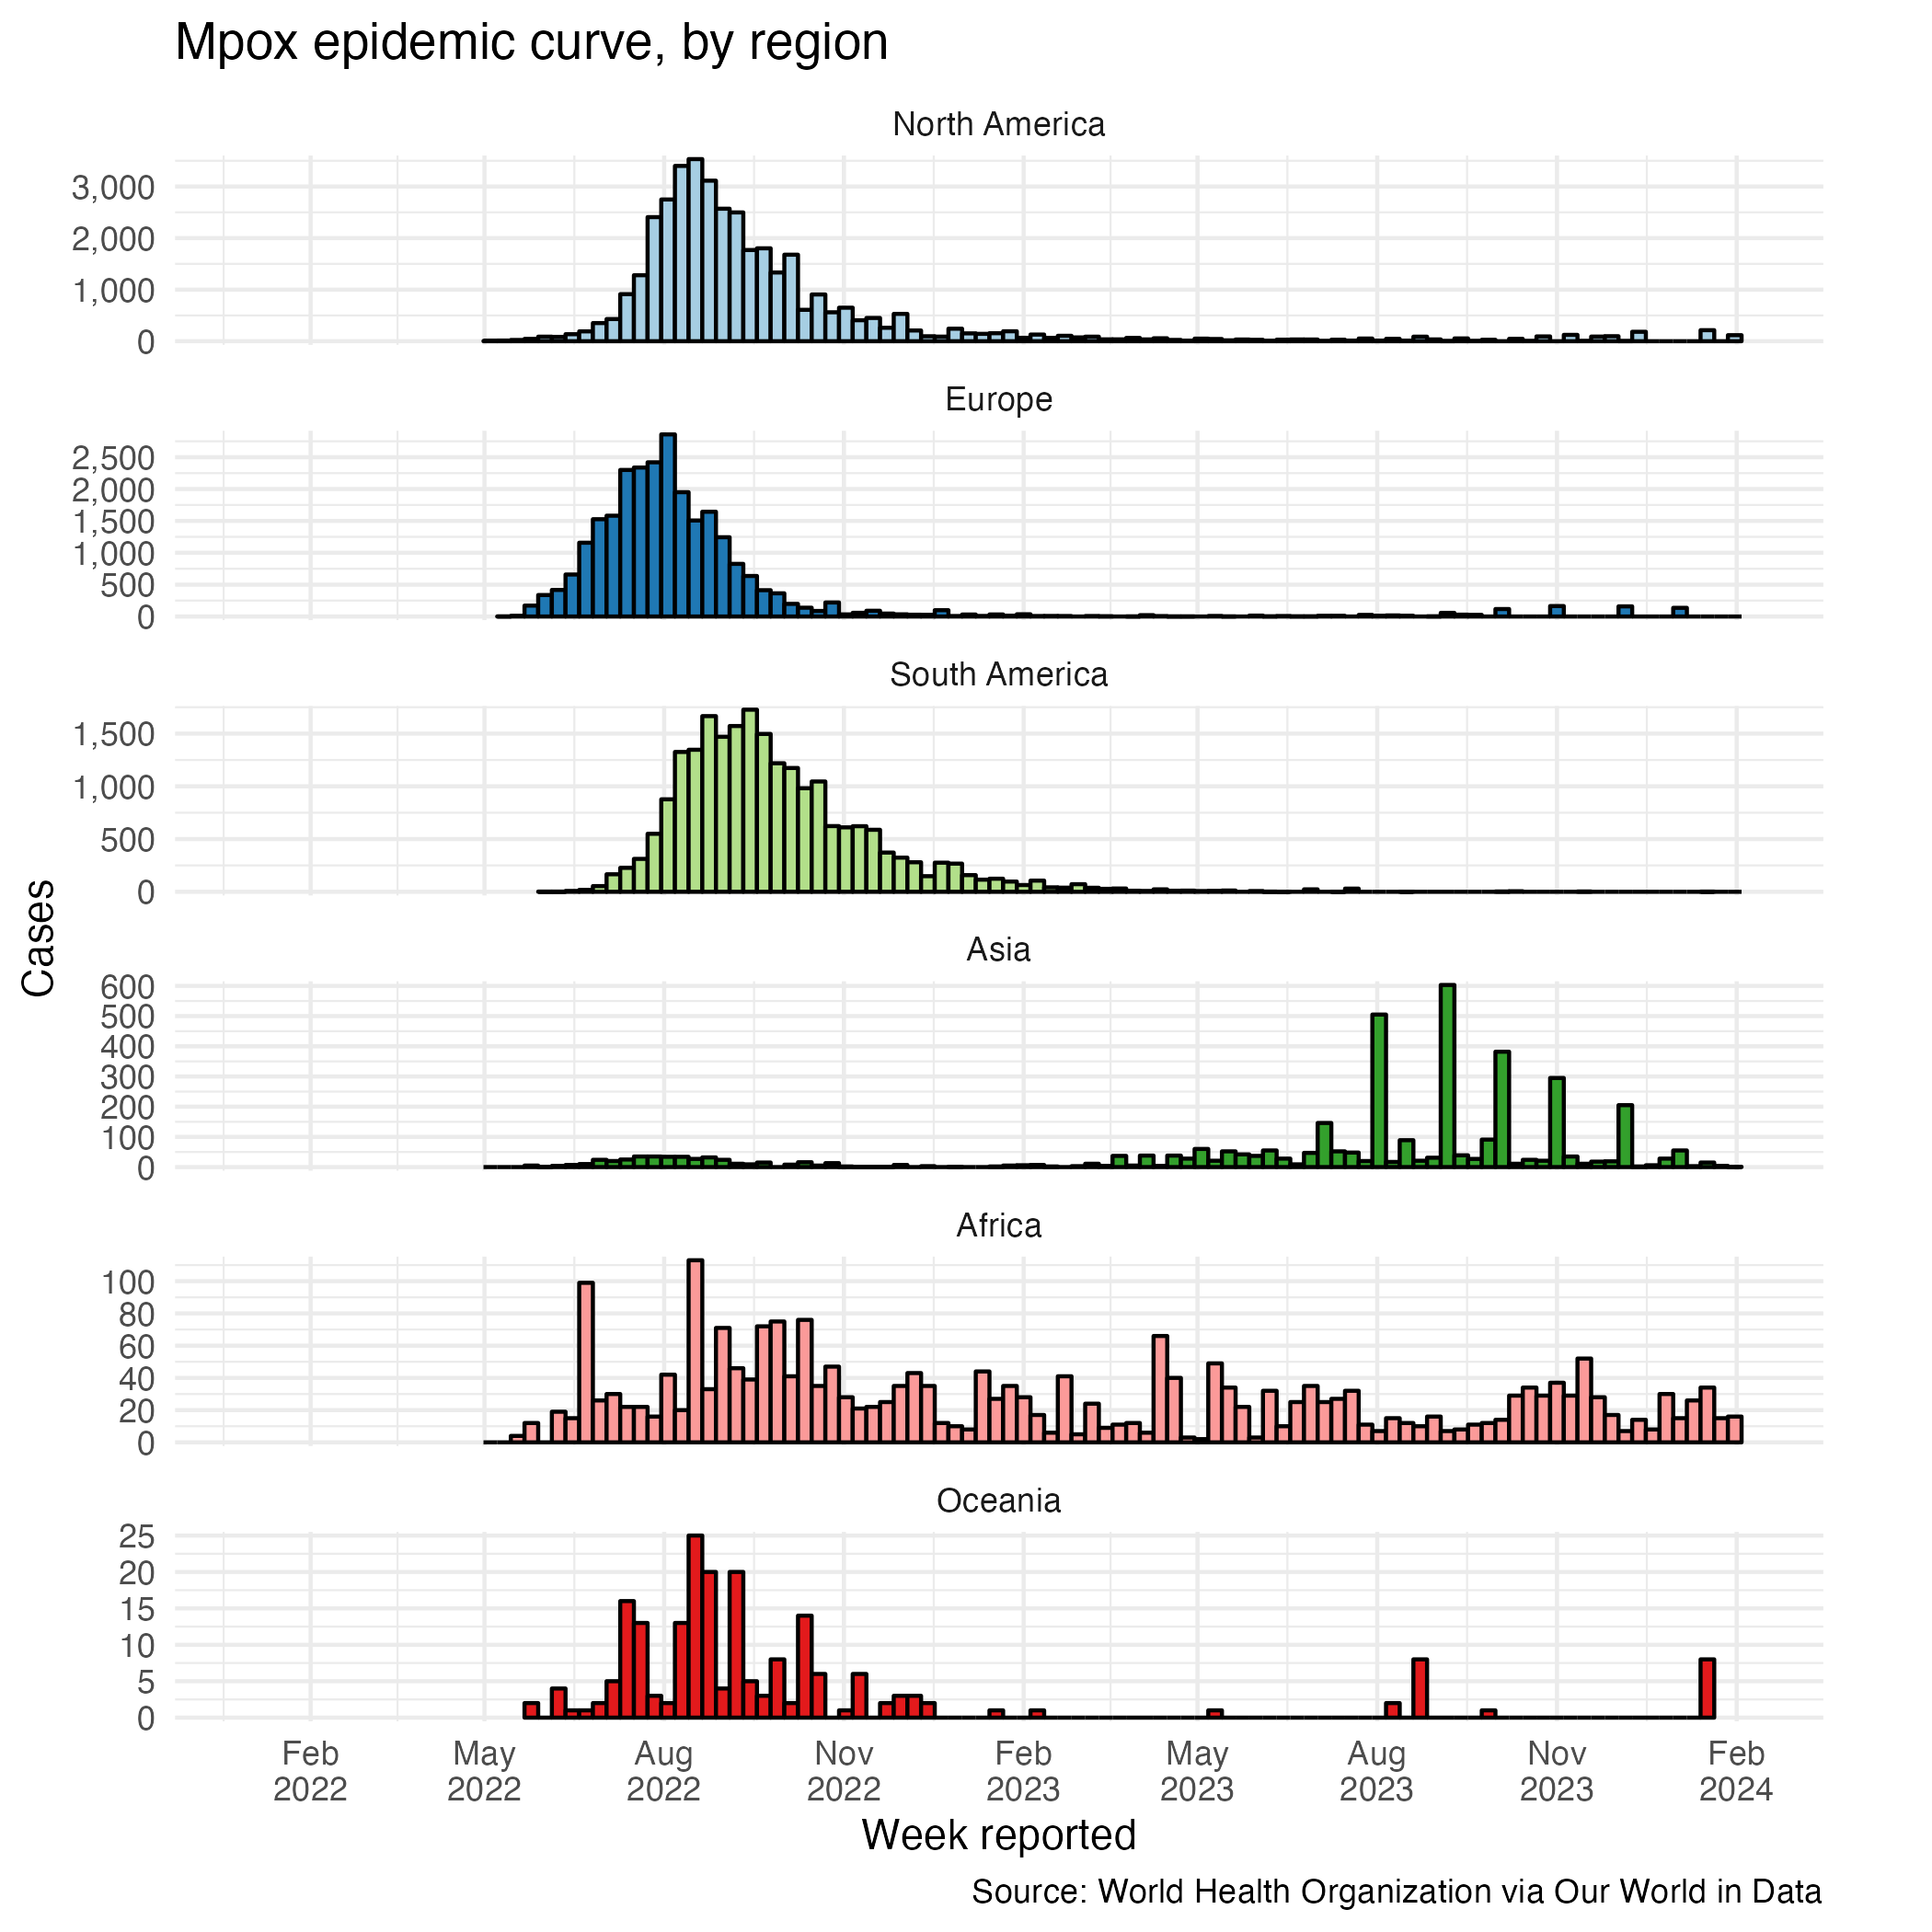 Mpox epidemic curve, by region
North America
3,000
2,000
1,000
0
Europe
2,500
2,000
1,500
1,000
500
0
South America
1,500
1,000
500
0
Cases
Asia
600
500
400
300
200
100
0
Africa
100
80
60
40
20
0
Oceania
25
20
15
10
5
0
Feb May Aug Nov Feb May Aug Nov Feb
2022 2022 2022 2022 2023 2023 2023 2023 2024
Week reported
Source: World Health Organization via Our World in Data